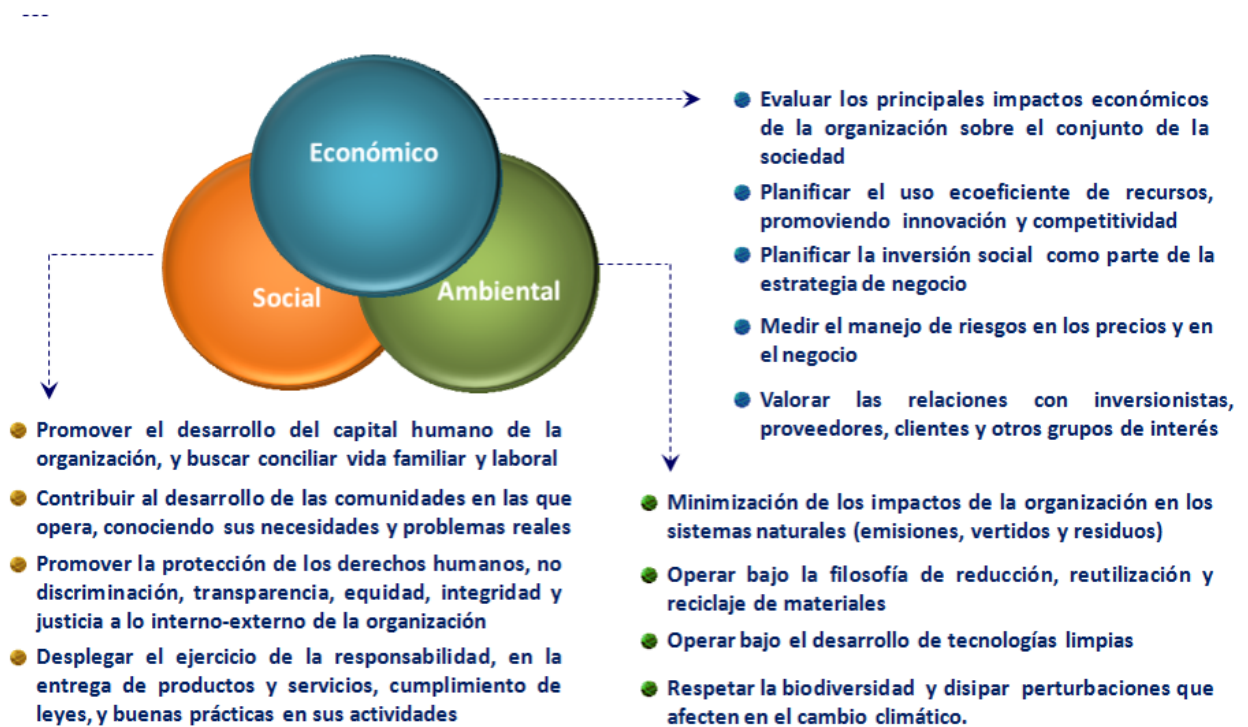 Económico
Social
Ambiental
Evaluar los principales impactos económicos
de la organización sobre el conjunto de la
sociedad
Planificar el uso ecoeficiente de recursos,
promoviendo innovación y competitividad
Planificar la inversión social como parte de la
estrategia de negocio
Medir el manejo de riesgos en los precios y en
el negocio
Valorar las relaciones con inversionistas,
proveedores, clientes y otros grupos de interés
Promover el desarrollo del capital humano de la
organización, y buscar conciliar vida familiar y laboral
Contribuir al desarrollo de las comunidades en las que
opera, conociendo sus necesidades y problemas reales
Promover la protección de los derechos humanos, no
discriminación, transparencia, equidad, integridad y
justicia a lo interno-externo de la organización
Desplegar el ejercicio de la responsabilidad, en la
entrega de productos y servicios, cumplimiento de
leyes, y buenas prácticas en sus actividades
Minimización de los impactos de la organización en los
sistemas naturales (emisiones, vertidos y residuos)
Operar bajo la filosofía de reducción, reutilización y
reciclaje de materiales
Operar bajo el desarrollo de tecnologías limpias
Respetar la biodiversidad y disipar perturbaciones que
afecten en el cambio climático.